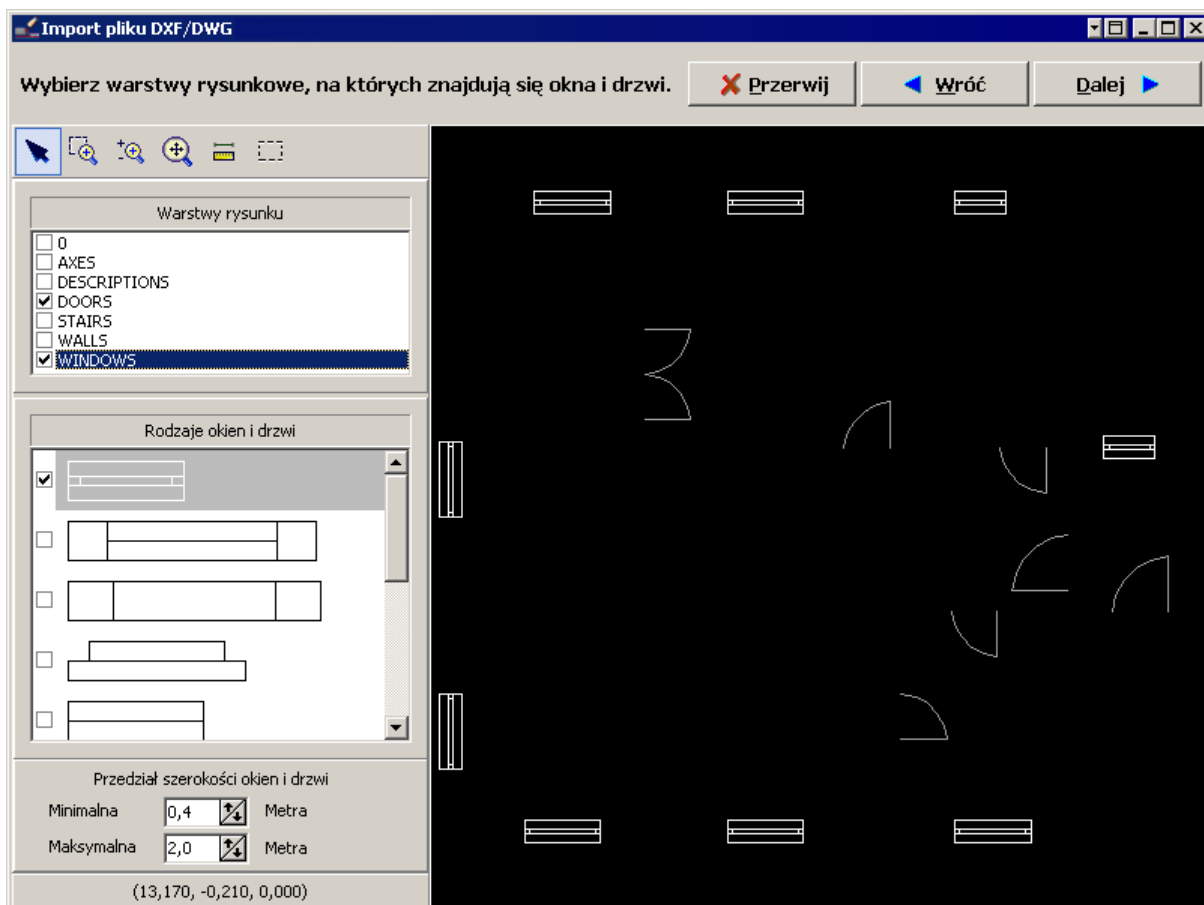 Import pliku DXF/DWG
Wybierz warstwy rysunkowe, na których znajdują się okna i drzwi.
Przerwij
Wróć
Dalej
Warstwy rysunku
0
AXES
DESCRIPTIONS
DOORS
STAIRS
WALLS
WINDOWS
Rodzaje okien i drzwi
Przedział szerokości okien i drzwi
Minimalna 0,4 Metra
Maksymalna 2,0 Metra
(13,170, -0,210, 0,000)